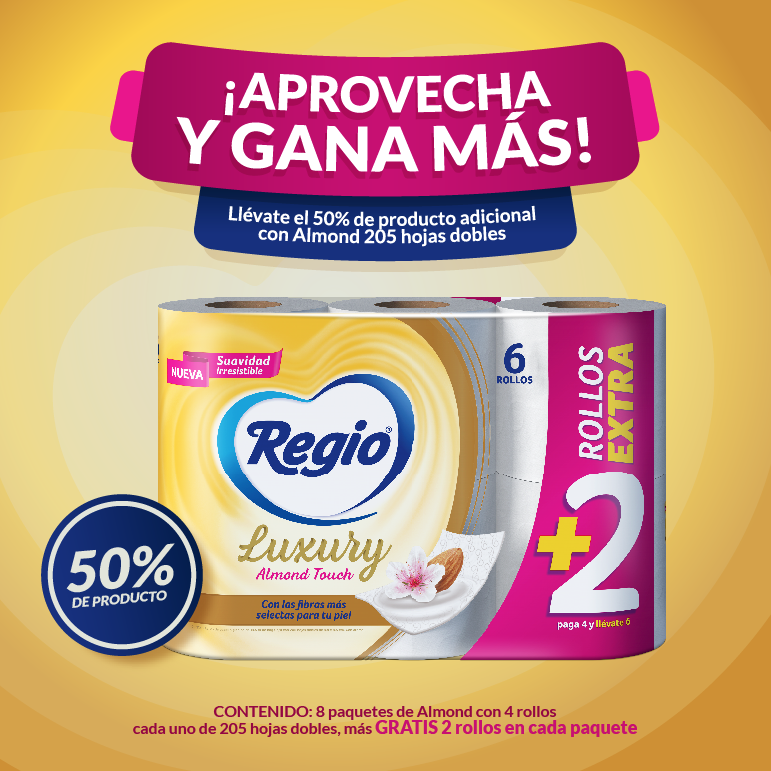 ¡APROVECHA
Y GANA MÁS!
Llévate el 50% de producto adicional
con Almond 205 hojas dobles
NUEVA
Suavidad
Irresistible
Regio®
Luxury
Almond Touch
Con las fibras más
selectas para tu piel
6
ROLLOS
ROLLOS
EXTRA
+2
paga 4 y llévate 6
50%
DE PRODUCTO
CONTENIDO: 8 paquetes de Almond con 4 rollos
cada uno de 205 hojas dobles, más GRATIS 2 rollos en cada paquete